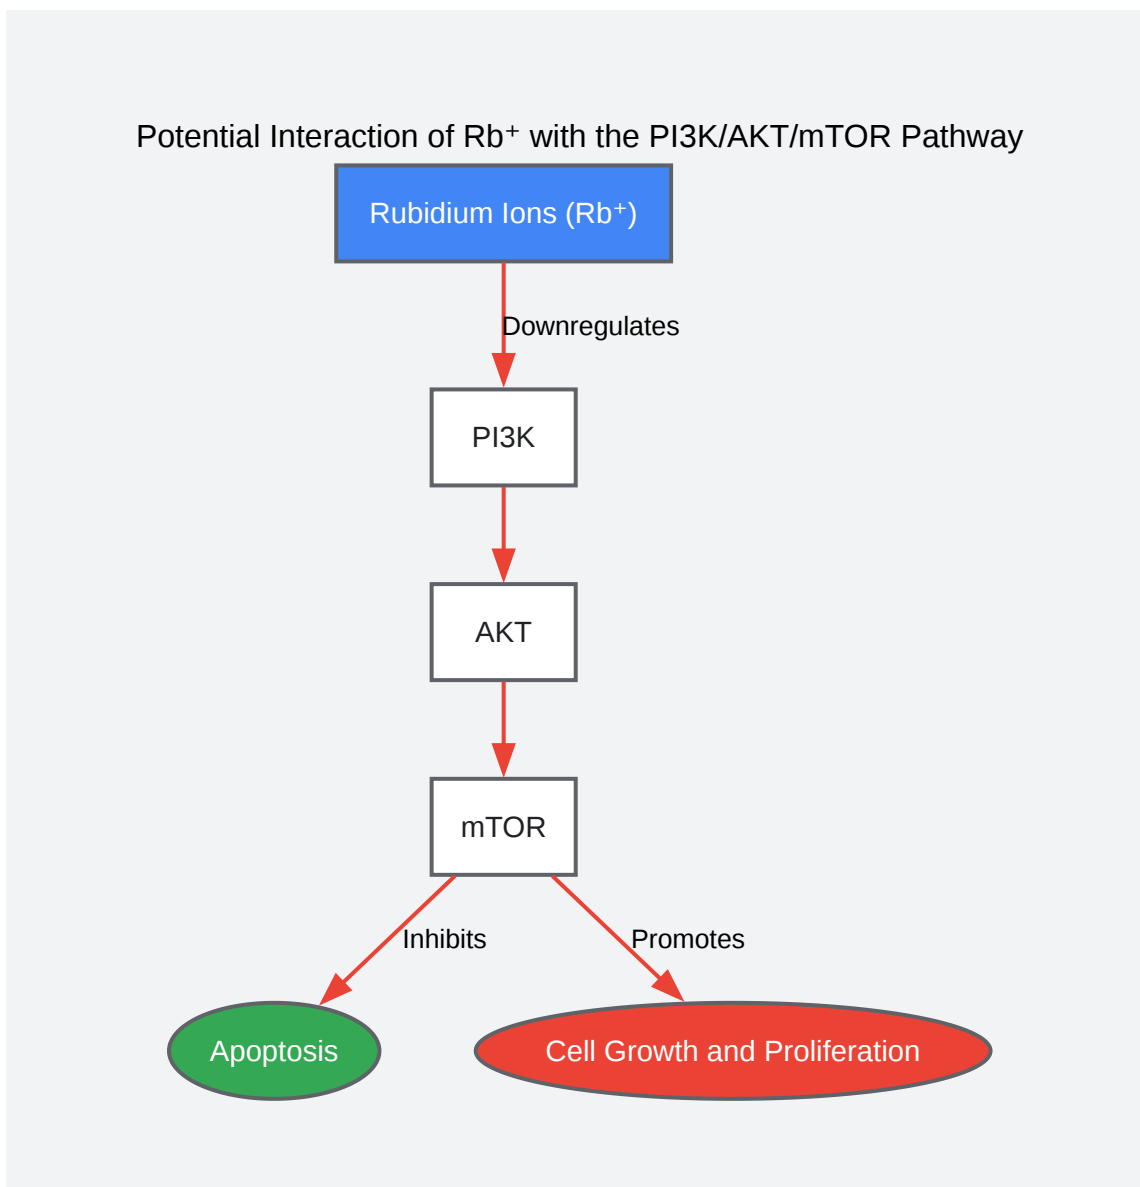 Potential Interaction of Rb⁺ with the PI3K/AKT/mTOR Pathway
Rubidium Ions (Rb⁺)
Downregulates
PI3K
AKT
mTOR
Inhibits
Promotes
Apoptosis
Cell Growth and Proliferation